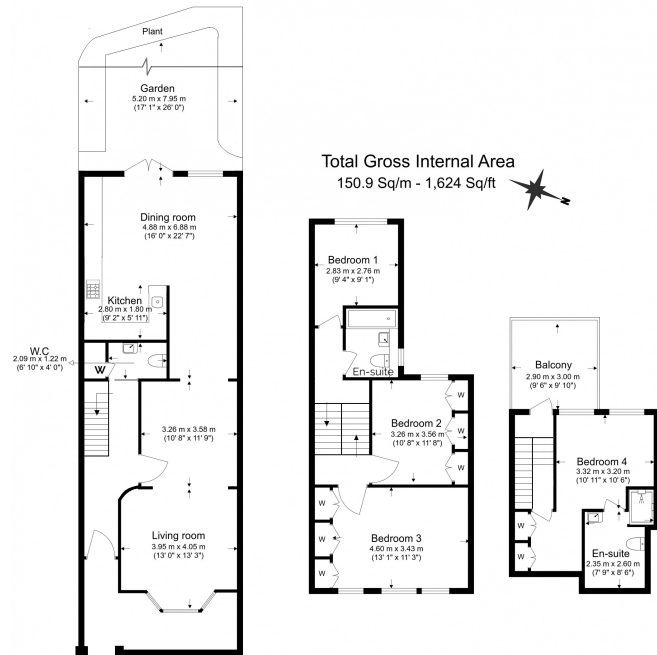 Plant
Garden
5.20 m x 7.95 m
(17' 1" x 26' 0")
Dining room
4.88 m x 6.88 m
(16' 0" x 22' 7")
Kitchen
2.80 m x 1.80 m
(9' 2" x 5' 11")
W.C
2.09 m x 1.22 m
(6' 10" x 4' 0")
W
3.26 m x 3.58 m
(10' 8" x 11' 9")
Living room
3.95 m x 4.05 m
(13' 0" x 13' 3")
Total Gross Internal Area
150.9 Sq/m - 1,624 Sq/ft
N
Bedroom 1
2.83 m x 2.76 m
(9' 4" x 9' 1")
En-suite
Bedroom 2
3.26 m x 3.56 m
(10' 8" x 11' 8")
W
W
W
Bedroom 3
4.60 m x 3.43 m
(13' 1" x 11' 3")
W
W
W
Balcony
2.90 m x 3.00 m
(9' 6" x 9' 10")
Bedroom 4
3.32 m x 3.20 m
(10' 11" x 10' 6")
W
W
En-suite
2.35 m x 2.60 m
(7' 9" x 8' 6")